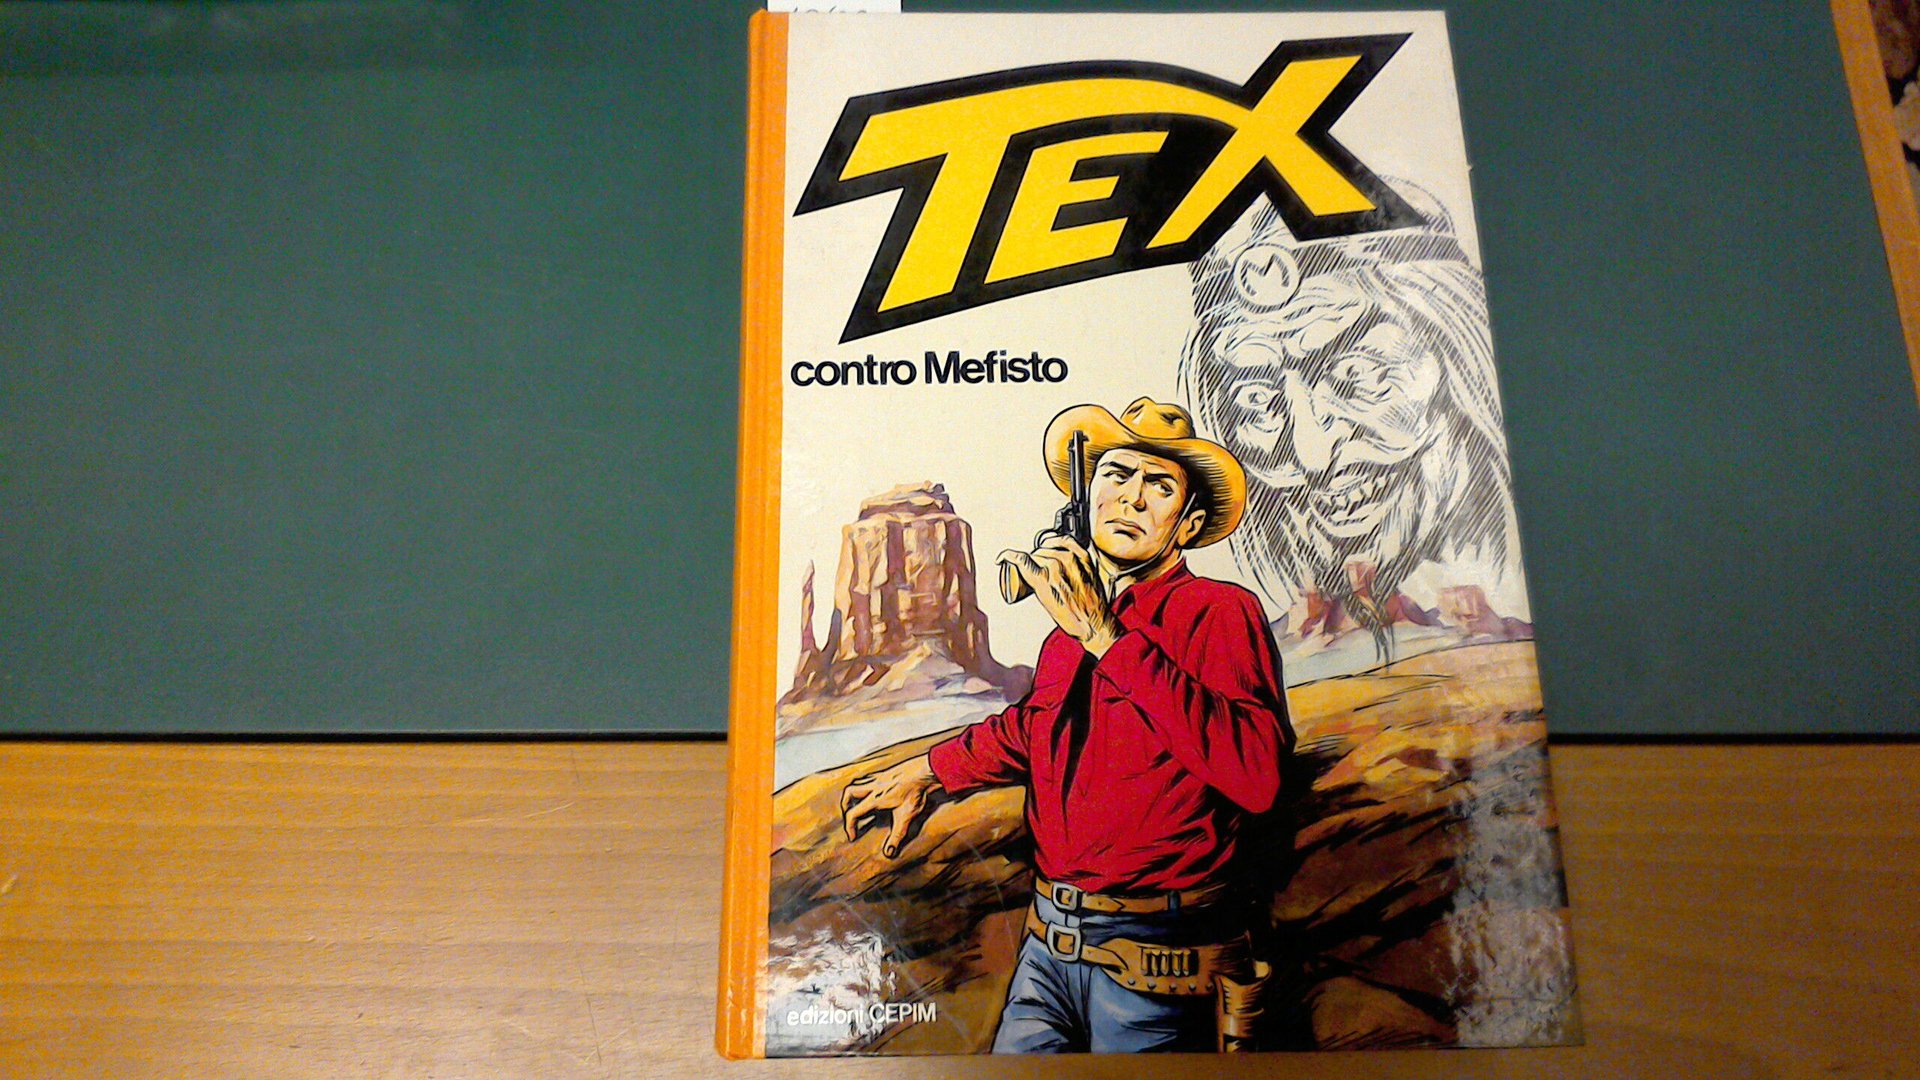 TEX
M
contro Mefisto
edizioni CEPIM